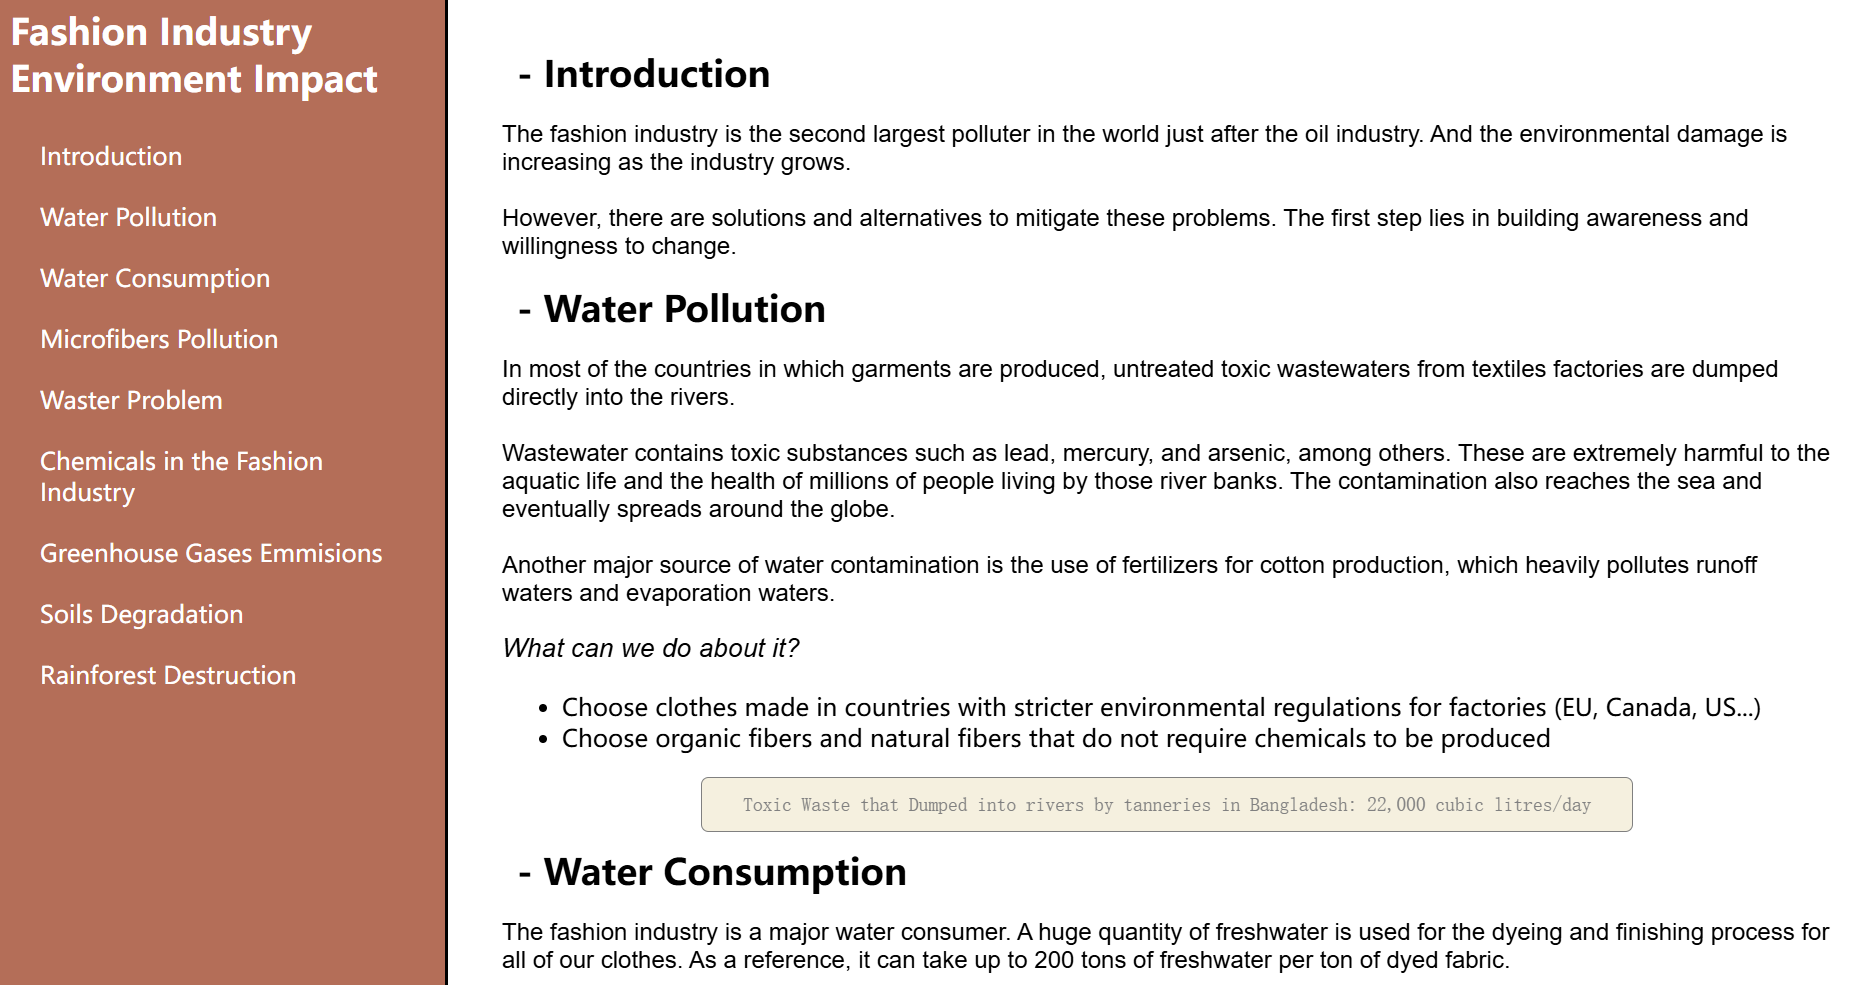 Fashion Industry
Environment Impact
Introduction
Water Pollution
Water Consumption
Microfibers Pollution
Waster Problem
Chemicals in the Fashion
Industry
Greenhouse Gases Emmisions
Soils Degradation
Rainforest Destruction
- Introduction
The fashion industry is the second largest polluter in the world just after the oil industry. And the environmental damage is
increasing as the industry grows.
However, there are solutions and alternatives to mitigate these problems. The first step lies in building awareness and
willingness to change.
- Water Pollution
In most of the countries in which garments are produced, untreated toxic wastewaters from textiles factories are dumped
directly into the rivers.
Wastewater contains toxic substances such as lead, mercury, and arsenic, among others. These are extremely harmful to the
aquatic life and the health of millions of people living by those river banks. The contamination also reaches the sea and
eventually spreads around the globe.
Another major source of water contamination is the use of fertilizers for cotton production, which heavily pollutes runoff
waters and evaporation waters.
What can we do about it?
• Choose clothes made in countries with stricter environmental regulations for factories (EU, Canada, US...)
• Choose organic fibers and natural fibers that do not require chemicals to be produced
Toxic Waste that Dumped into rivers by tanneries in Bangladesh: 22,000 cubic litres/day
- Water Consumption
The fashion industry is a major water consumer. A huge quantity of freshwater is used for the dyeing and finishing process for
all of our clothes. As a reference, it can take up to 200 tons of freshwater per ton of dyed fabric.